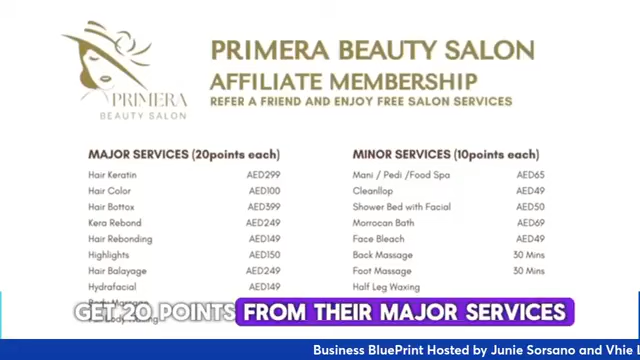 PRIMERA BEAUTY SALON
AFFILIATE MEMBERSHIP
REFER A FRIEND AND ENJOY FREE SALON SERVICES
PRIMERA
BEAUTY SALON
MAJOR SERVICES (20points each)
Hair Keratin AED299
Hair Color AED100
Hair Bottox AED399
Kera Rebond AED249
Hair Rebonding AED149
Highlights AED150
Hair Balayage AED249
Hydrafacial AED149
MINOR SERVICES (10points each)
Mani / Pedi /Food Spa AED65
Cleanllop AED49
Shower Bed with Facial AED50
Morrocan Bath AED69
Face Bleach AED49
Back Massage 30 Mins
Foot Massage 30 Mins
Half Leg Waxing
GET 20 POINTS FROM THEIR MAJOR SERVICES
Business BluePrint Hosted by Junie Sorsano and Vhie